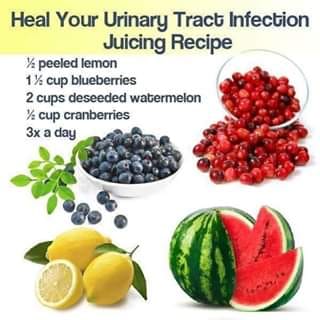 Heal Your Urinary Tract Infection
Juicing Recipe
½ peeled lemon
1 ½ cup blueberries
2 cups deseeded watermelon
½ cup cranberries
3x a day